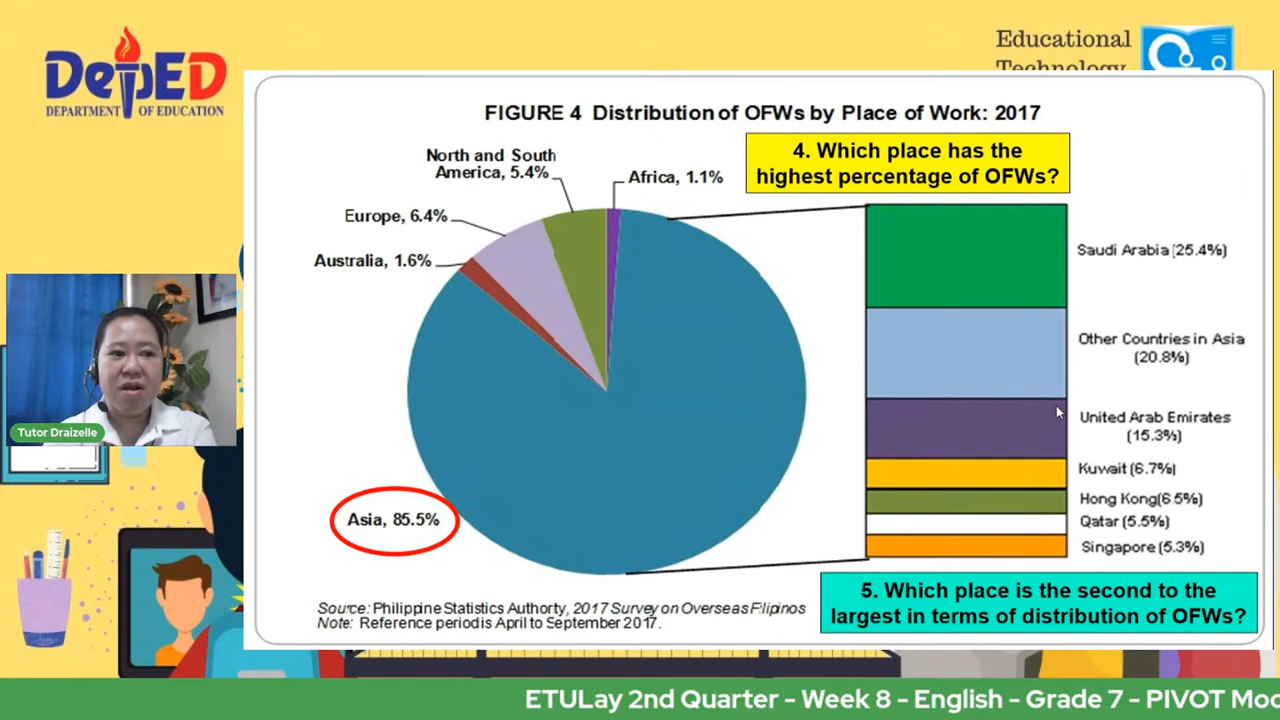 DepED
DEPARTMENT OF EDUCATION
Educational
Technology
FIGURE 4 Distribution of OFWs by Place of Work: 2017
4. Which place has the
highest percentage of OFWs?
North and South
America, 5.4%
Africa, 1.1%
Europe, 6.4%
Australia, 1.6%
Asia, 85.5%
Saudi Arabia (25.4%)
Other Countries in Asia
(20.8%)
United Arab Emirates
(15.3%)
Kuwait (6.7%)
Hong Kong(6 5%)
Qatar (5.5%)
Singapore (5.3%)
Tutor Draizelle
Source: Philippine Statistics Authorty, 2017 Survey on Overseas Filipinos
Note: Reference period is April to September 2017.
5. Which place is the second to the
largest in terms of distribution of OFWs?
ETULay 2nd Quarter - Week 8 - English - Grade 7 - PIVOT Mod